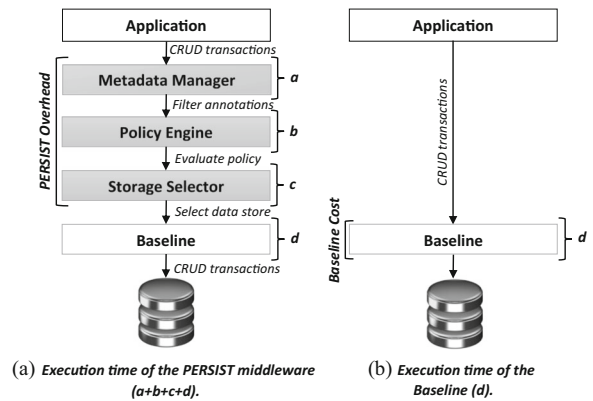 Application
CRUD transactions
PERSIST Overhead
Metadata Manager
a
Filter annotations
Policy Engine
b
Evaluate policy
Storage Selector
c
Select data store
Baseline
d
CRUD transactions
(a) Execution time of the PERSIST middleware
(a+b+c+d).
Application
CRUD transactions
Baseline Cost
Baseline
d
(b) Execution time of the
Baseline (d).